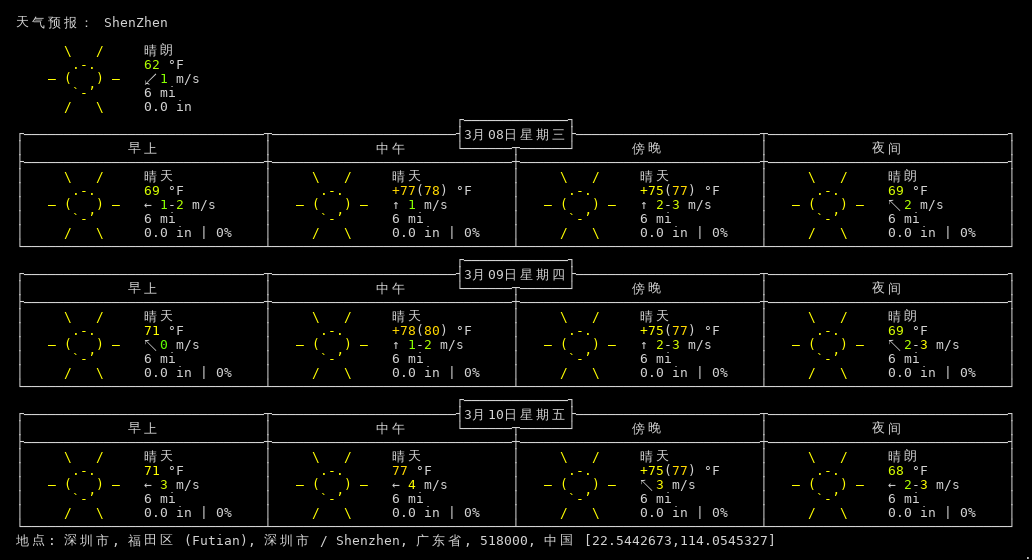 天气预报： ShenZhen
晴朗
62 °F
↙ 1 m/s
6 mi
0.0 in
3月08日星期三
早上 中午 傍晚 夜间
晴天 晴天 晴天 晴朗
69 °F +77(78) °F +75(77) °F 69 °F
← 1-2 m/s ↑ 1 m/s ↑ 2-3 m/s ↖ 2 m/s
6 mi 6 mi 6 mi 6 mi
0.0 in | 0% 0.0 in | 0% 0.0 in | 0% 0.0 in | 0%
3月09日星期四
早上 中午 傍晚 夜间
晴天 晴天 晴天 晴朗
71 °F +78(80) °F +75(77) °F 69 °F
↖ 0 m/s ↑ 1-2 m/s ↑ 2-3 m/s ↖ 2-3 m/s
6 mi 6 mi 6 mi 6 mi
0.0 in | 0% 0.0 in | 0% 0.0 in | 0% 0.0 in | 0%
3月10日星期五
早上 中午 傍晚 夜间
晴天 晴天 晴天 晴朗
71 °F 77 °F +75(77) °F 68 °F
← 3 m/s ← 4 m/s ↖ 3 m/s ← 2-3 m/s
6 mi 6 mi 6 mi 6 mi
0.0 in | 0% 0.0 in | 0% 0.0 in | 0% 0.0 in | 0%
地点: 深圳市, 福田区 (Futian), 深圳市 / Shenzhen, 广东省, 518000, 中国 [22.5442673,114.0545327]